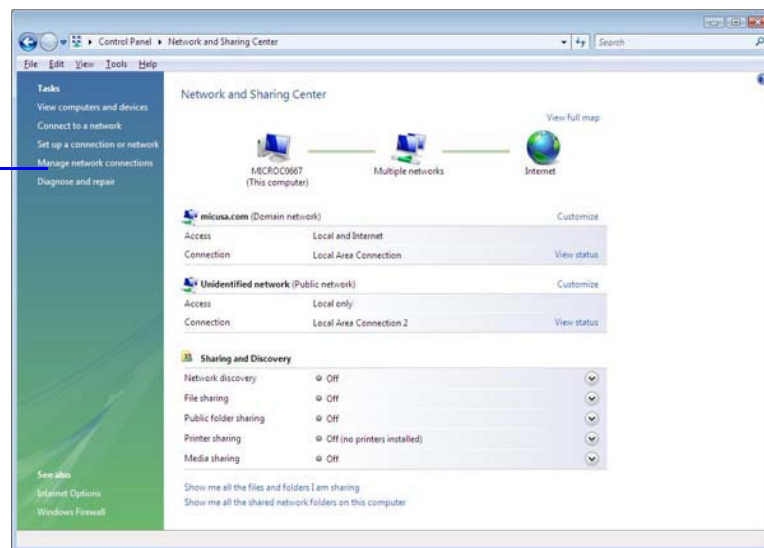 Control Panel ▸ Network and Sharing Center
Search
File Edit View Tools Help
Tasks
View computers and devices
Connect to a network
Set up a connection or network
Manage network connections
Diagnose and repair
See also
Internet Options
Windows Firewall
Network and Sharing Center
View full map
MICROC0667
(This computer)
Multiple networks
Internet
micusa.com (Domain network)
Customize
Access Local and Internet
Connection Local Area Connection View status
Unidentified network (Public network)
Customize
Access Local only
Connection Local Area Connection 2 View status
Sharing and Discovery
Network discovery Off
File sharing Off
Public folder sharing Off
Printer sharing Off (no printers installed)
Media sharing Off
Show me all the files and folders I am sharing
Show me all the shared network folders on this computer